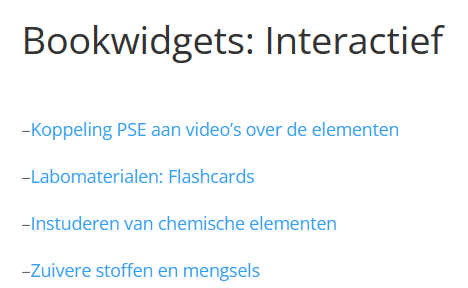 Bookwidgets: Interactief
–Koppeling PSE aan video’s over de elementen
–Labomaterialen: Flashcards
–Instuderen van chemische elementen
–Zuivere stoffen en mengsels